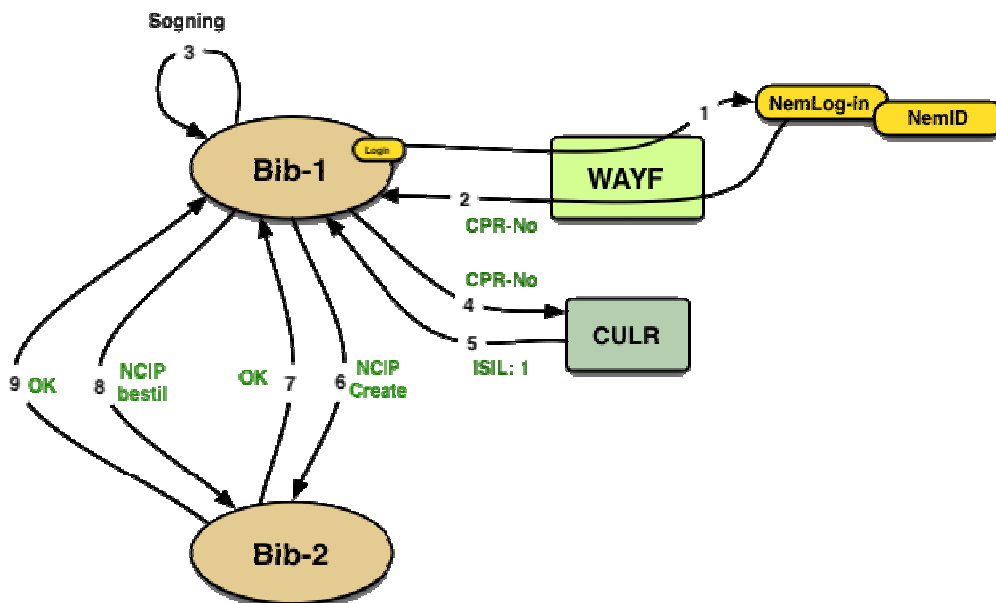 Søgning
3
1
NemLog-in
NemID
Login
Bib-1
WAYF
2
CPR-No
CPR-No
4
5
CULR
ISIL: 1
9 OK
8
NCIP
bestil
OK 7
6
NCIP
Create
Bib-2